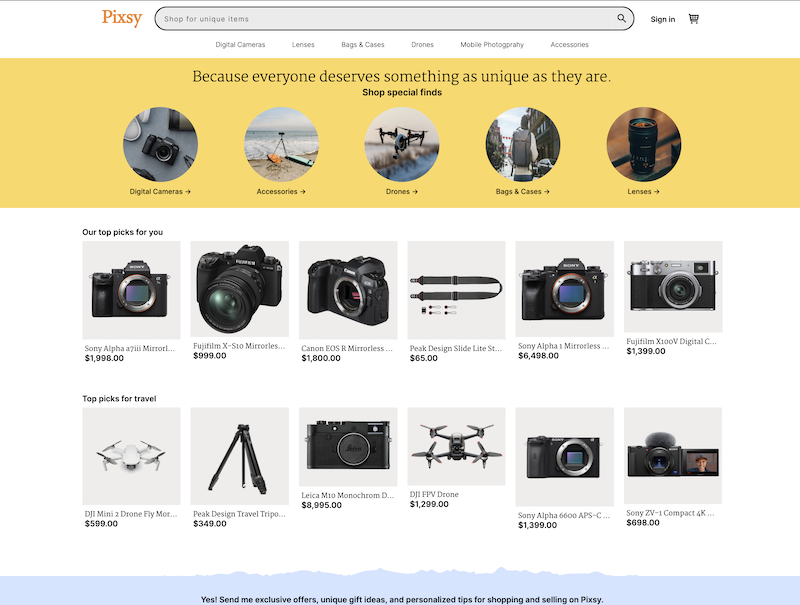 Pixsy
Shop for unique items
Sign in
Digital Cameras
Lenses
Bags & Cases
Drones
Mobile Photogprahy
Accessories
Because everyone deserves something as unique as they are.
Shop special finds
Digital Cameras →
Accessories →
Drones →
Bags & Cases →
Lenses →
Our top picks for you
Sony Alpha a7iii Mirrorl...
$1,998.00
Fujifilm X-S10 Mirrorles...
$999.00
Canon EOS R Mirrorless ...
$1,800.00
Peak Design Slide Lite St...
$65.00
Sony Alpha 1 Mirrorless ...
$6,498.00
Fujifilm X100V Digital C...
$1,399.00
Top picks for travel
DJI Mini 2 Drone Fly Mor...
$599.00
Peak Design Travel Tripo...
$349.00
Leica M10 Monochrom D...
$8,995.00
DJI FPV Drone
$1,299.00
Sony Alpha 6600 APS-C ...
$1,399.00
Sony ZV-1 Compact 4K ...
$698.00
Yes! Send me exclusive offers, unique gift ideas, and personalized tips for shopping and selling on Pixsy.